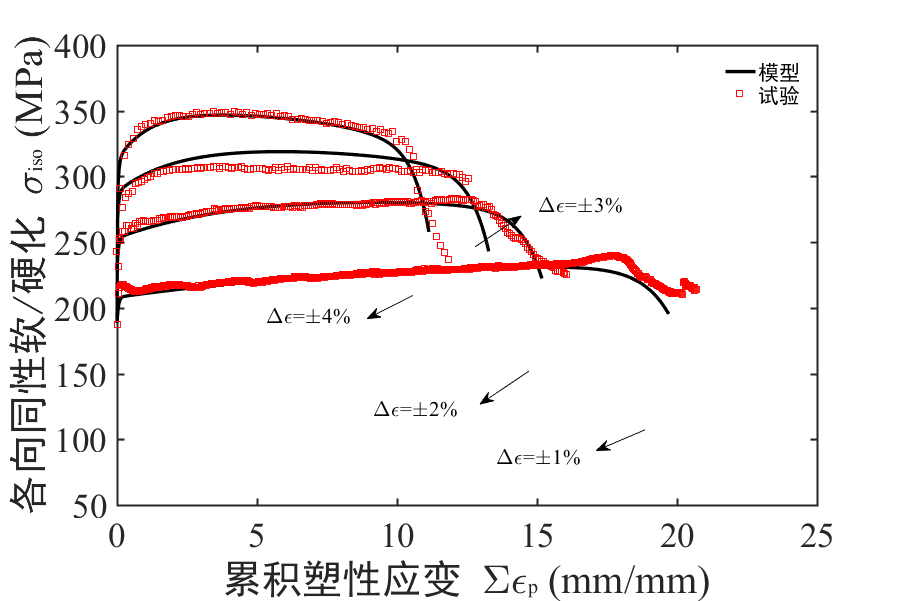 400
350
300
250
200
150
100
50
0
5
10
15
20
25
各向同性软/硬化 σiso (MPa)
累积塑性应变 Σϵp (mm/mm)
模型
试验
Δϵ=±3%
Δϵ=±4%
Δϵ=±2%
Δϵ=±1%